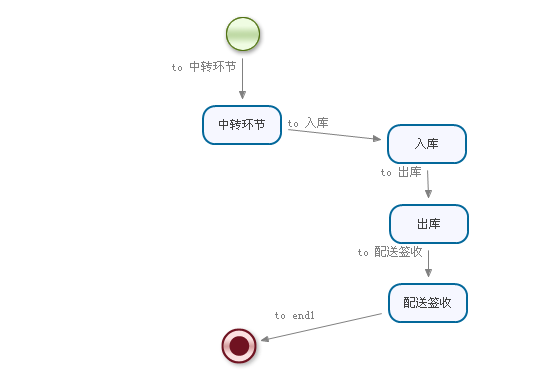 to 中转环节
中转环节
to 入库
入库
to 出库
出库
to 配送签收
配送签收
to end1